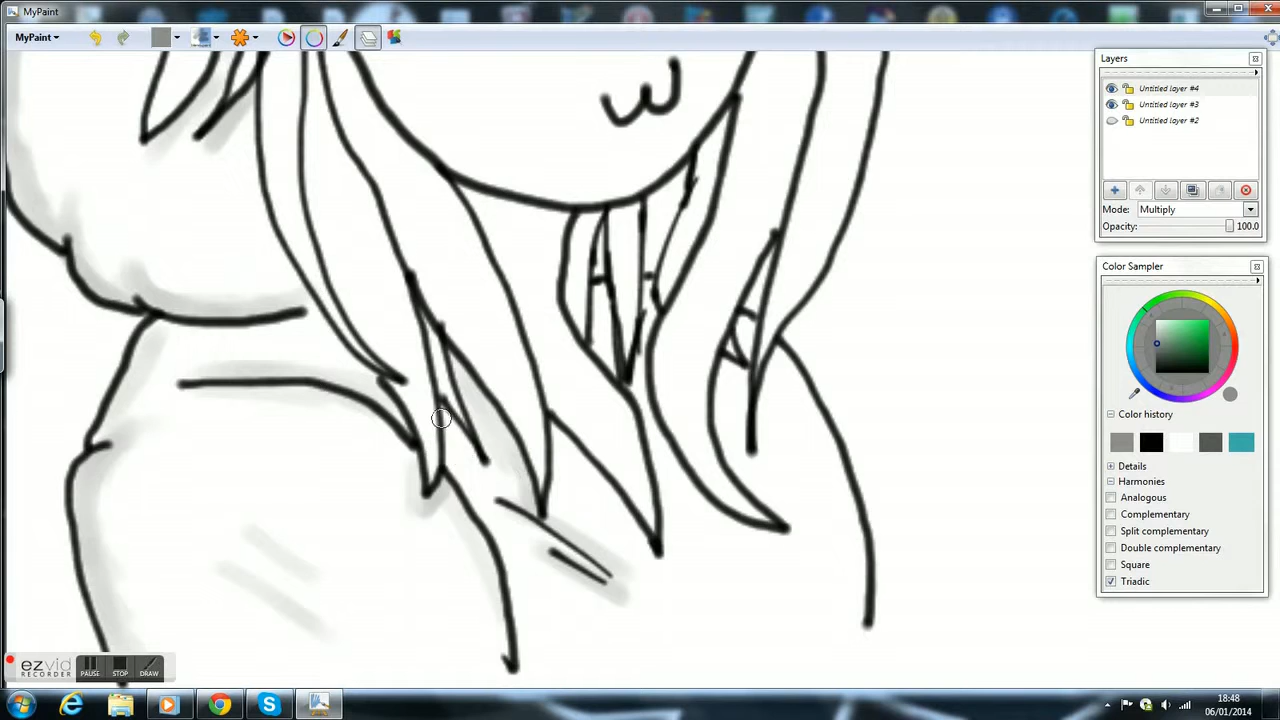 MyPaint
MyPaint
Layers
Untitled layer #4
Untitled layer #3
Untitled layer #2
Mode: Multiply
Opacity: 100.0
Color Sampler
Color history
Details
Harmonies
Analogous
Complementary
Split complementary
Double complementary
Square
Triadic
ezvid
RECORDER
PAUSE STOP DRAW
18:48
06/01/2014